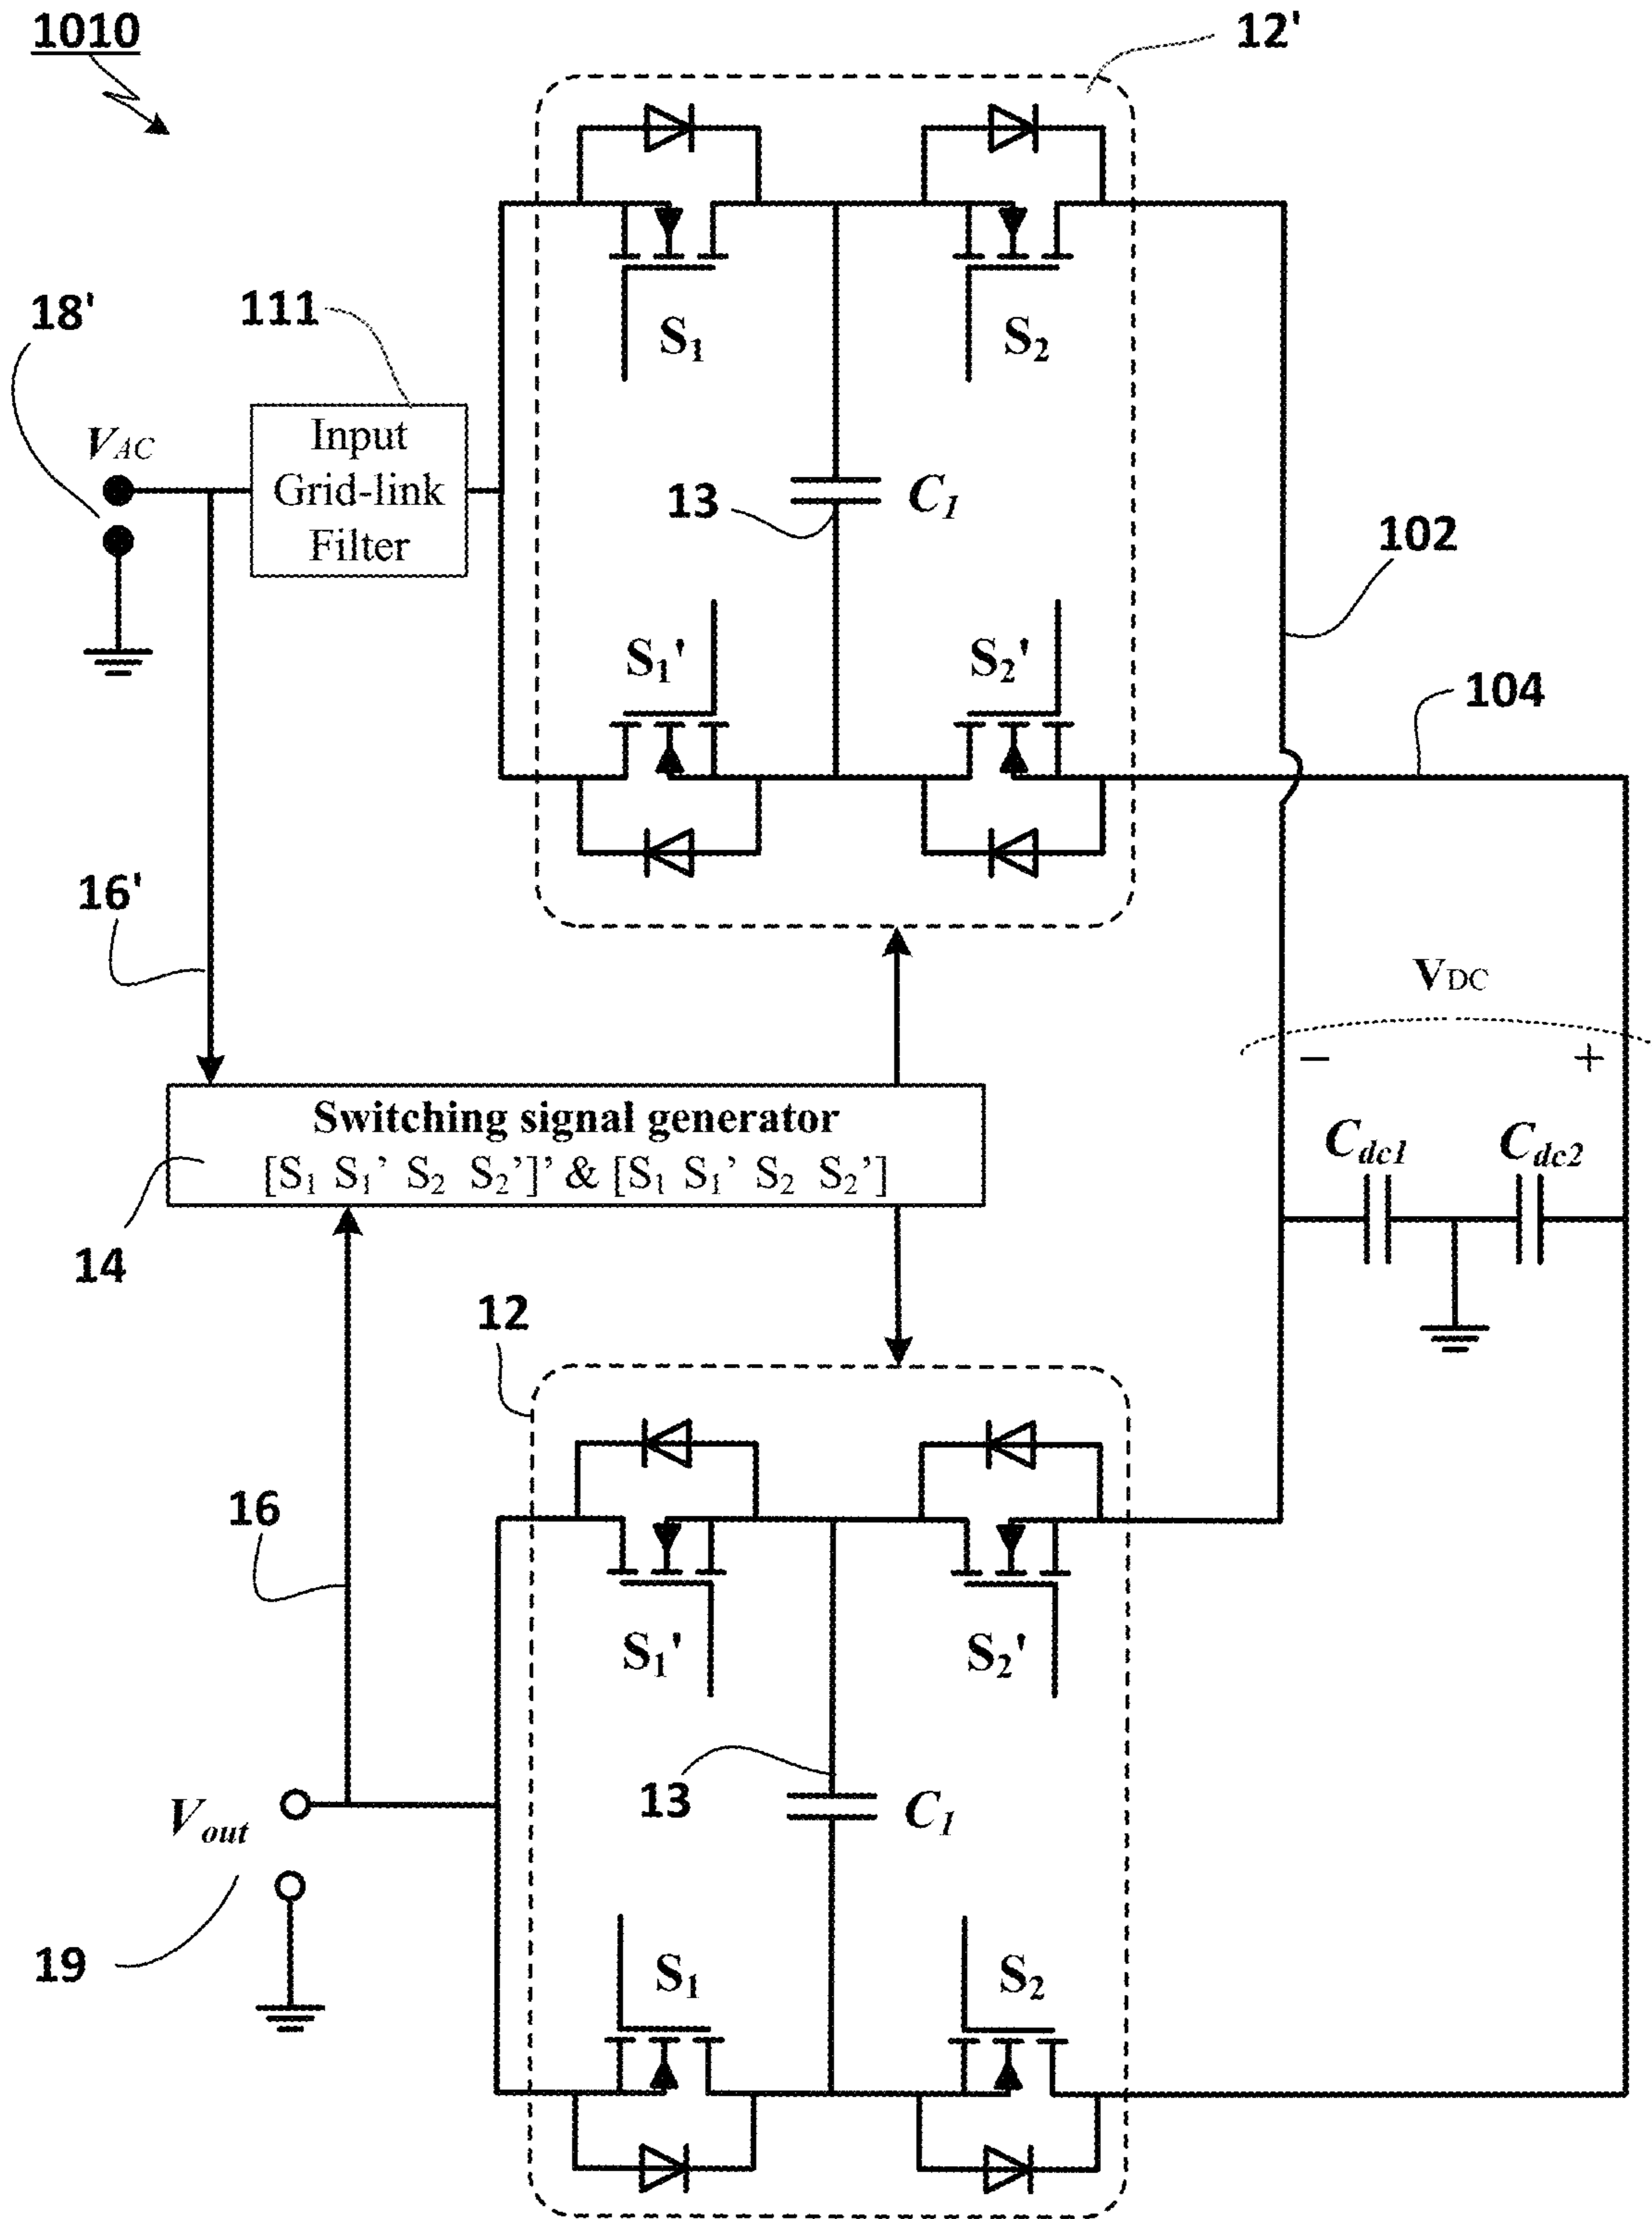 1010
12'
S1
S2
18'
111
VAC
Input
Grid-link
Filter
13
C1
102
S1'
S2'
104
16'
VDC
− +
Switching signal generator
[S1 S1’ S2 S2’]’ & [S1 S1’ S2 S2’]
Cdc1
Cdc2
14
12
16
S1'
S2'
13
C1
Vout
19
S1
S2